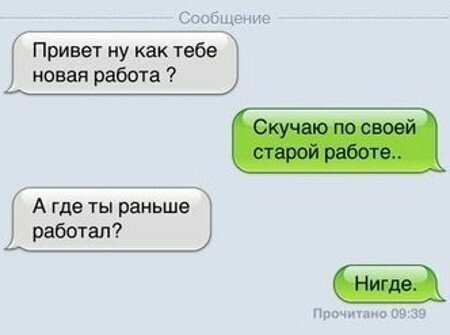 Сообщение
Привет ну как тебе
новая работа ?
Скучаю по своей
старой работе..
А где ты раньше
работал?
Нигде.
Прочитано 09:39